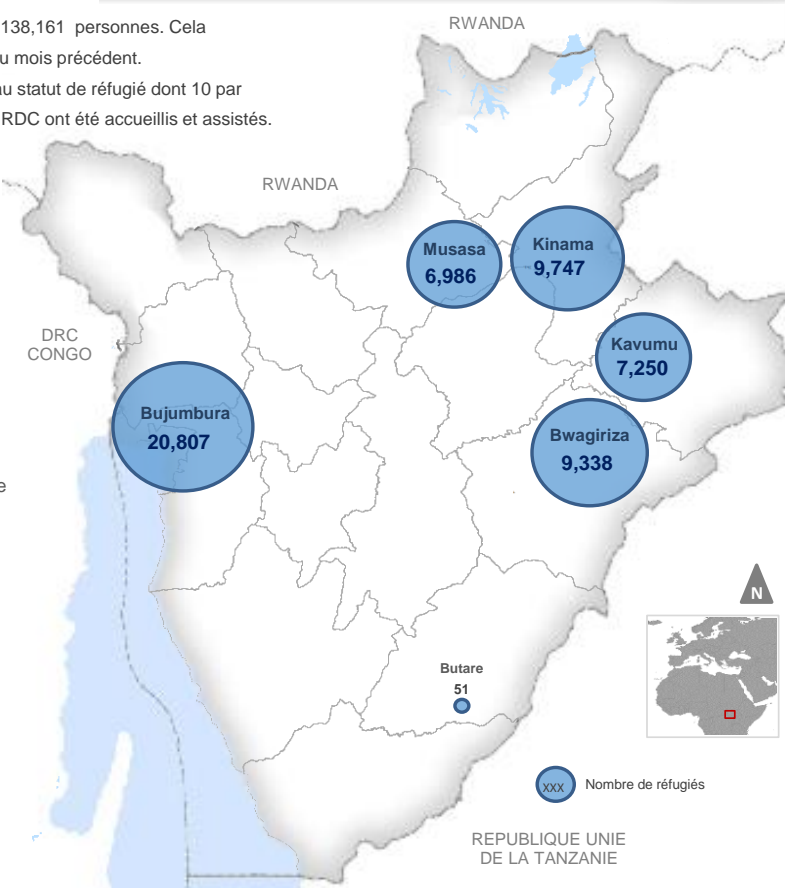 138,161 personnes. Cela
u mois précédent.
au statut de réfugié dont 10 par
RDC ont été accueillis et assistés.
RWANDA
RWANDA
Musasa
6,986
Kinama
9,747
DRC
CONGO
Kavumu
7,250
Bujumbura
20,807
Bwagiriza
9,338
e
N
Butare
51
xxx
Nombre de réfugiés
REPUBLIQUE UNIE
DE LA TANZANIE